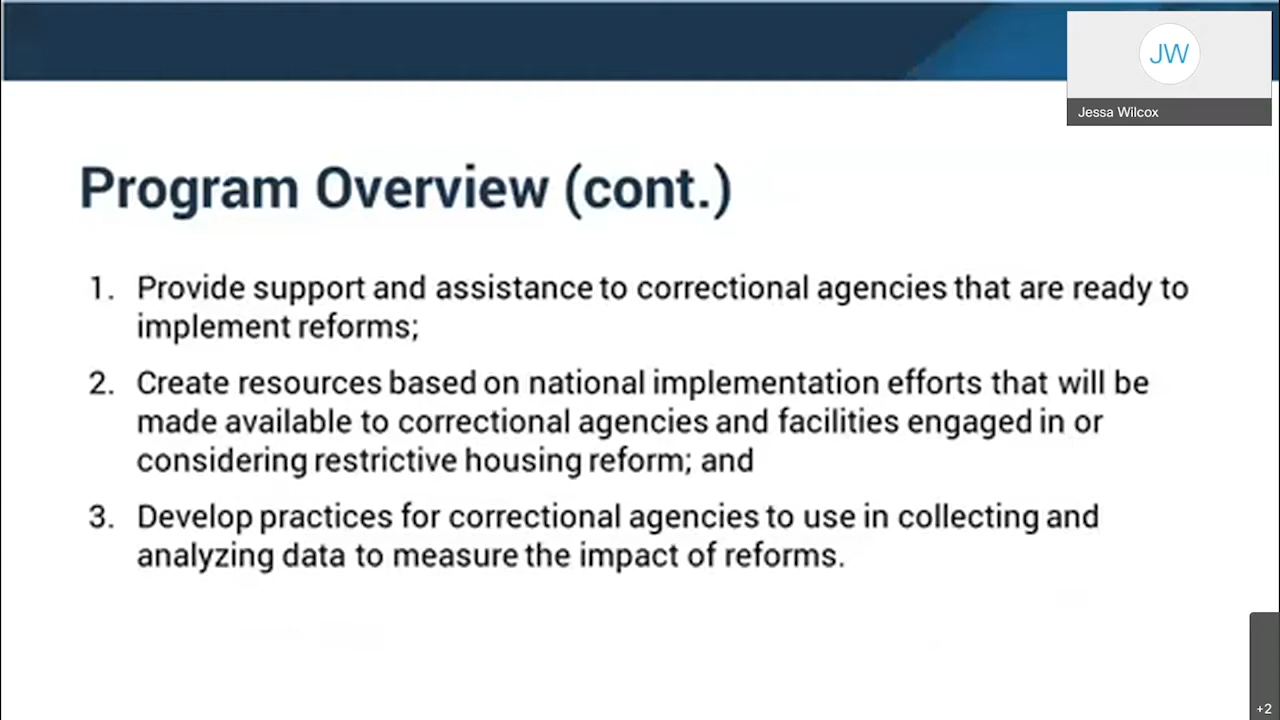 JW
Jessa Wilcox
Program Overview (cont.)
1. Provide support and assistance to correctional agencies that are ready to
implement reforms;
2. Create resources based on national implementation efforts that will be
made available to correctional agencies and facilities engaged in or
considering restrictive housing reform; and
3. Develop practices for correctional agencies to use in collecting and
analyzing data to measure the impact of reforms.
+2